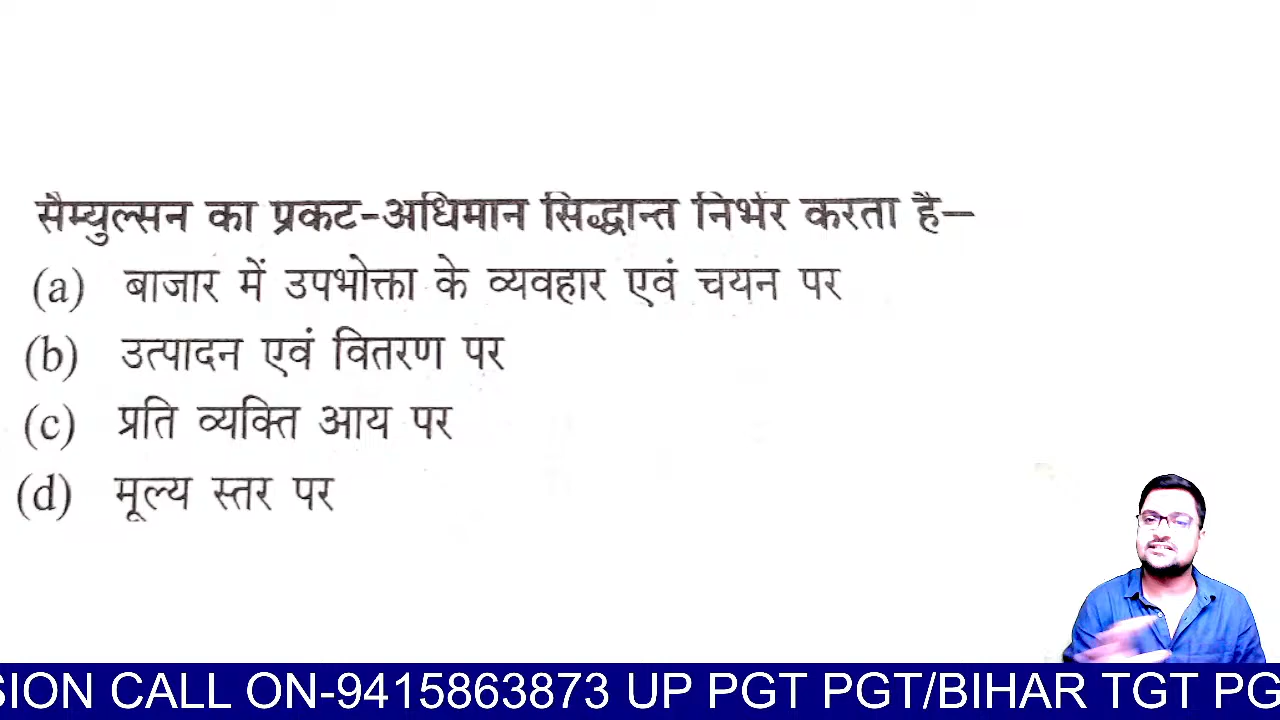 सैम्युल्सन का प्रकट-अधिमान सिद्धान्त निर्भर करता है—
(a) बाजार में उपभोक्ता के व्यवहार एवं चयन पर
(b) उत्पादन एवं वितरण पर
(c) प्रति व्यक्ति आय पर
(d) मूल्य स्तर पर
SION CALL ON-9415863873 UP PGT PGT/BIHAR TGT PG